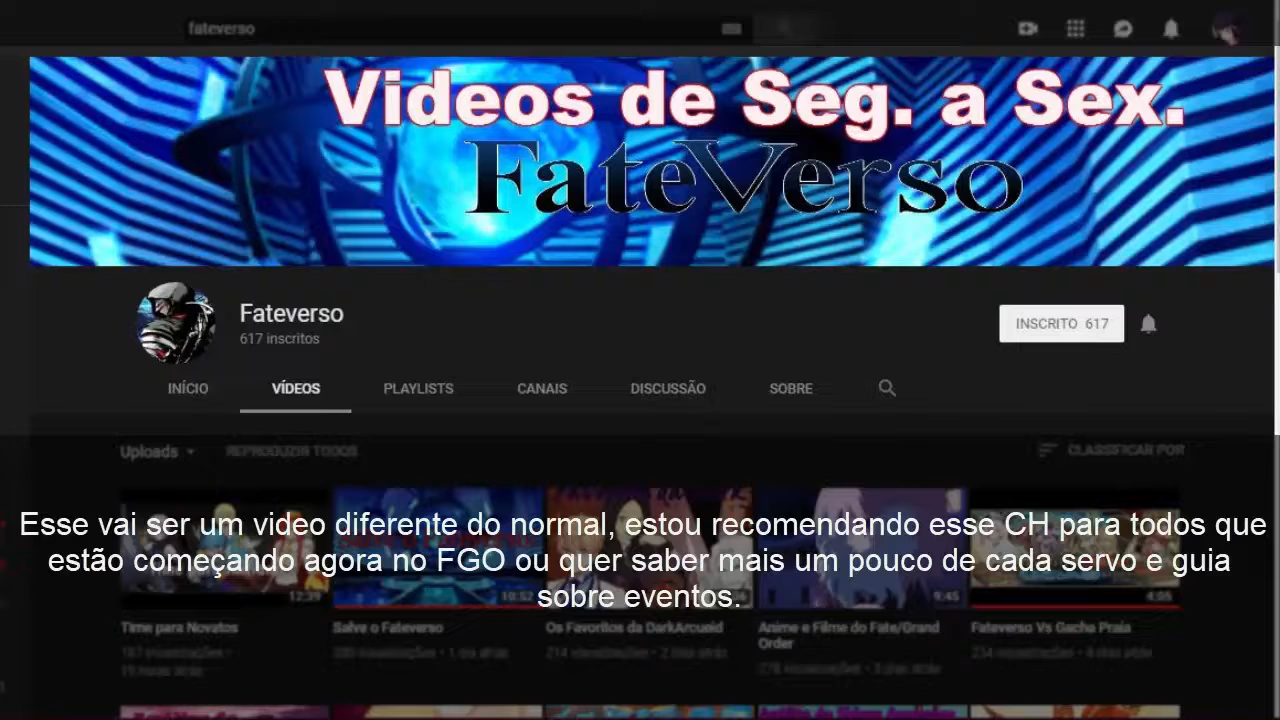 fateverso
Videos de Seg. a Sex.
FateVerso
Fateverso
617 inscritos
INSCRITO 617
INÍCIO VÍDEOS PLAYLISTS CANAIS DISCUSSÃO SOBRE
Uploads REPRODUZIR TODOS CLASSIFICAR POR
Esse vai ser um video diferente do normal, estou recomendando esse CH para todos que
estão começando agora no FGO ou quer saber mais um pouco de cada servo e guia
sobre eventos.
12:39 10:52 9:45 4:05
Time para Novatos Salve o Fateverso Os Favoritos da DarkArcueid Anime e Filme do Fate/Grand Fateverso Vs Gacha Praia
Order